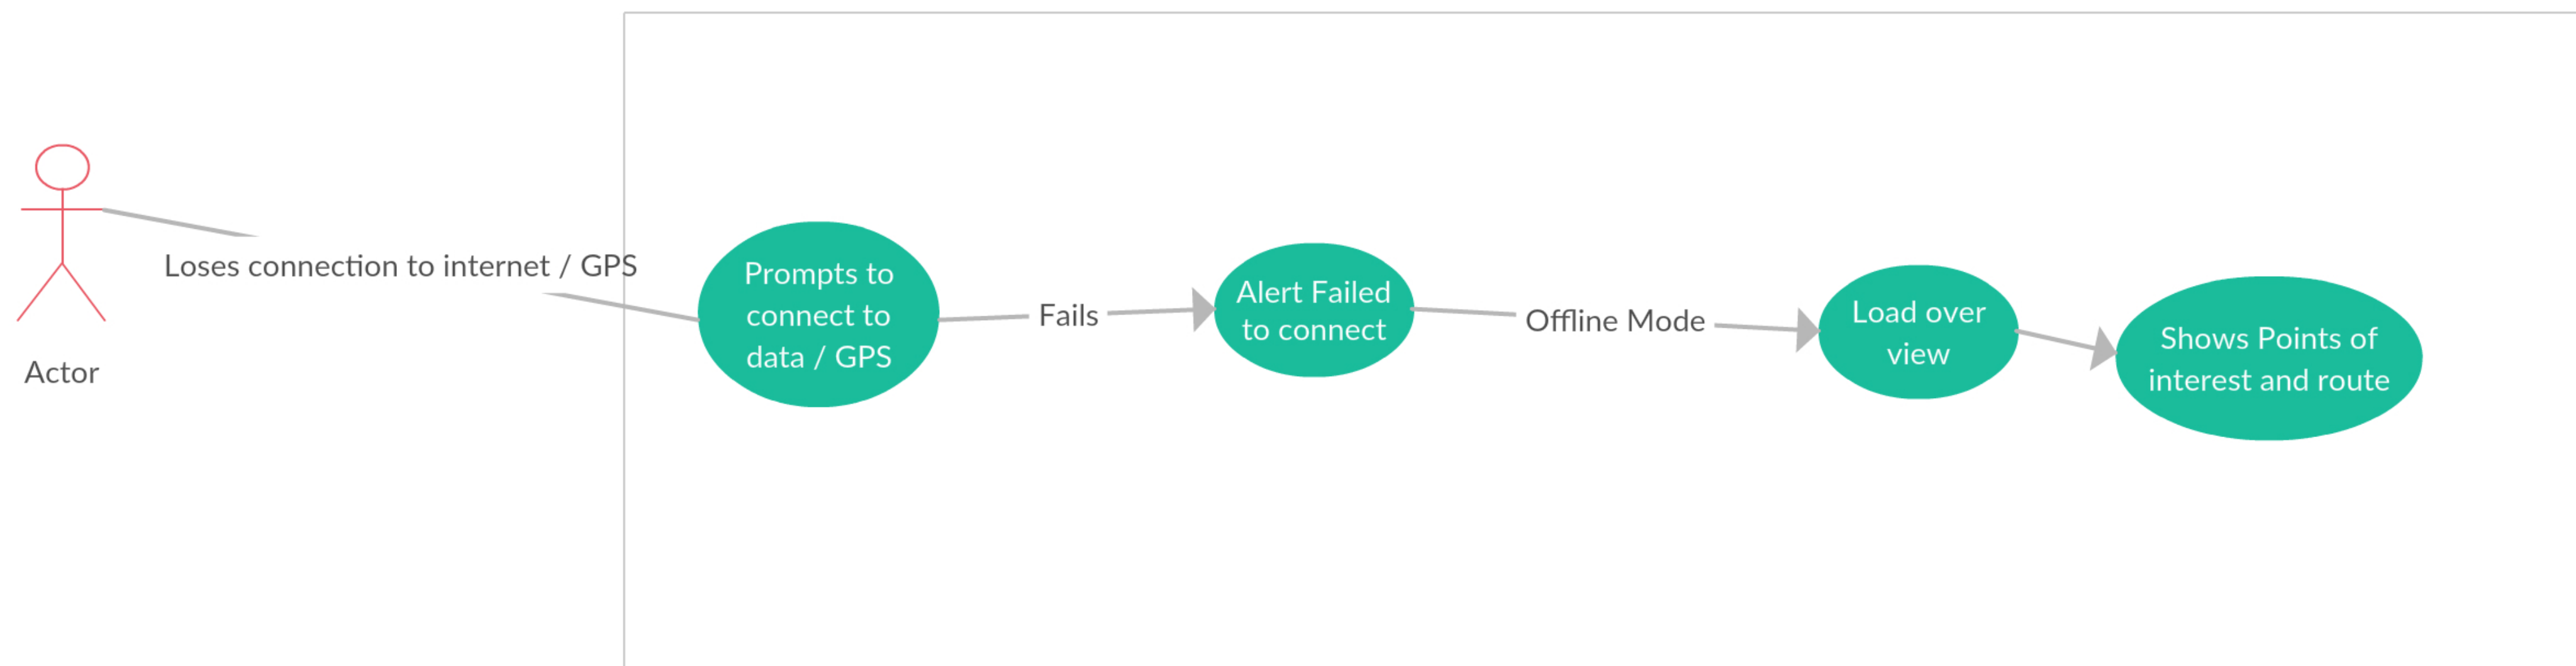 Loses connection to internet / GPS
Actor
Prompts to
connect to
data / GPS
Fails
Alert Failed
to connect
Offline Mode
Load over
view
Shows Points of
interest and route